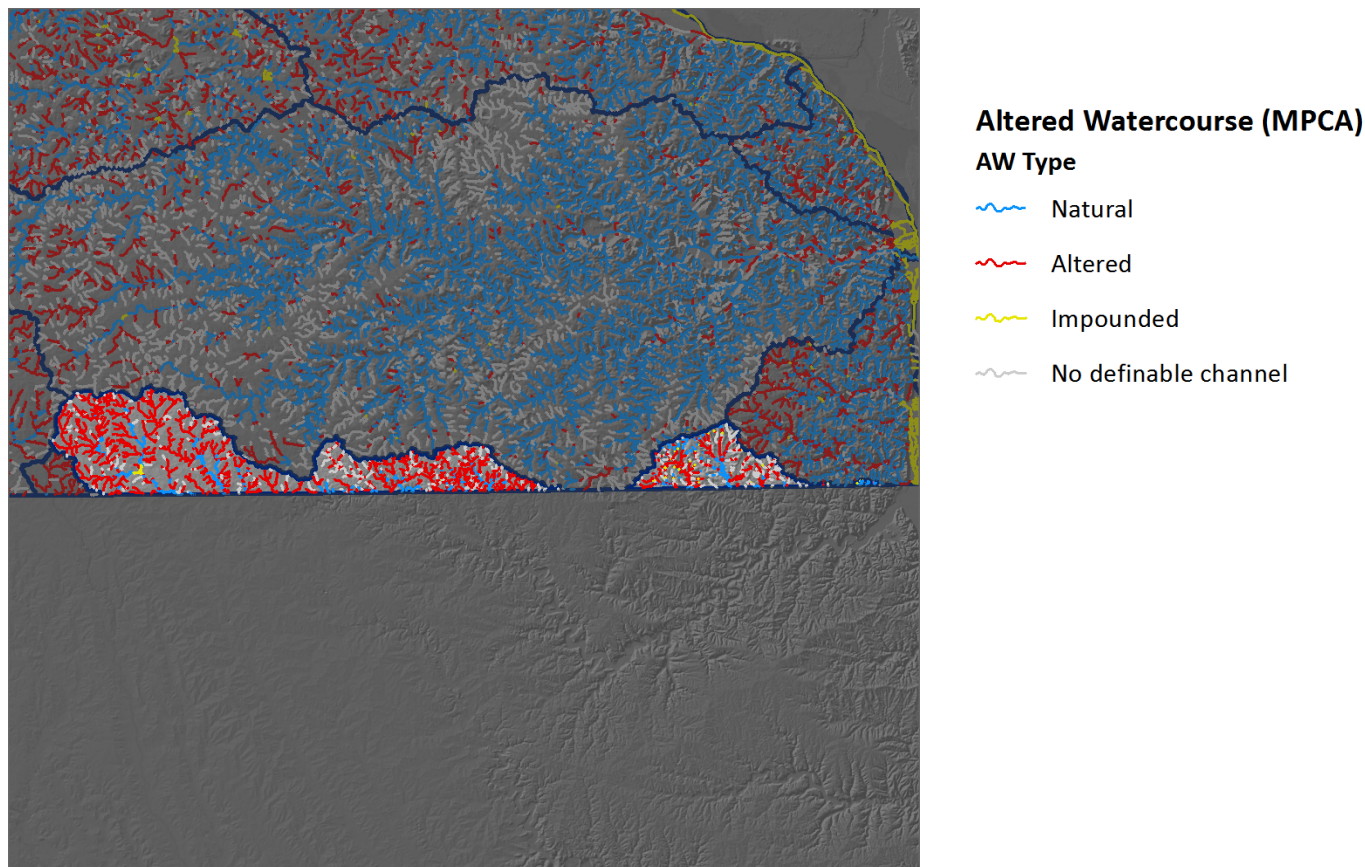 Altered Watercourse (MPCA)
AW Type
Natural
Altered
Impounded
No definable channel